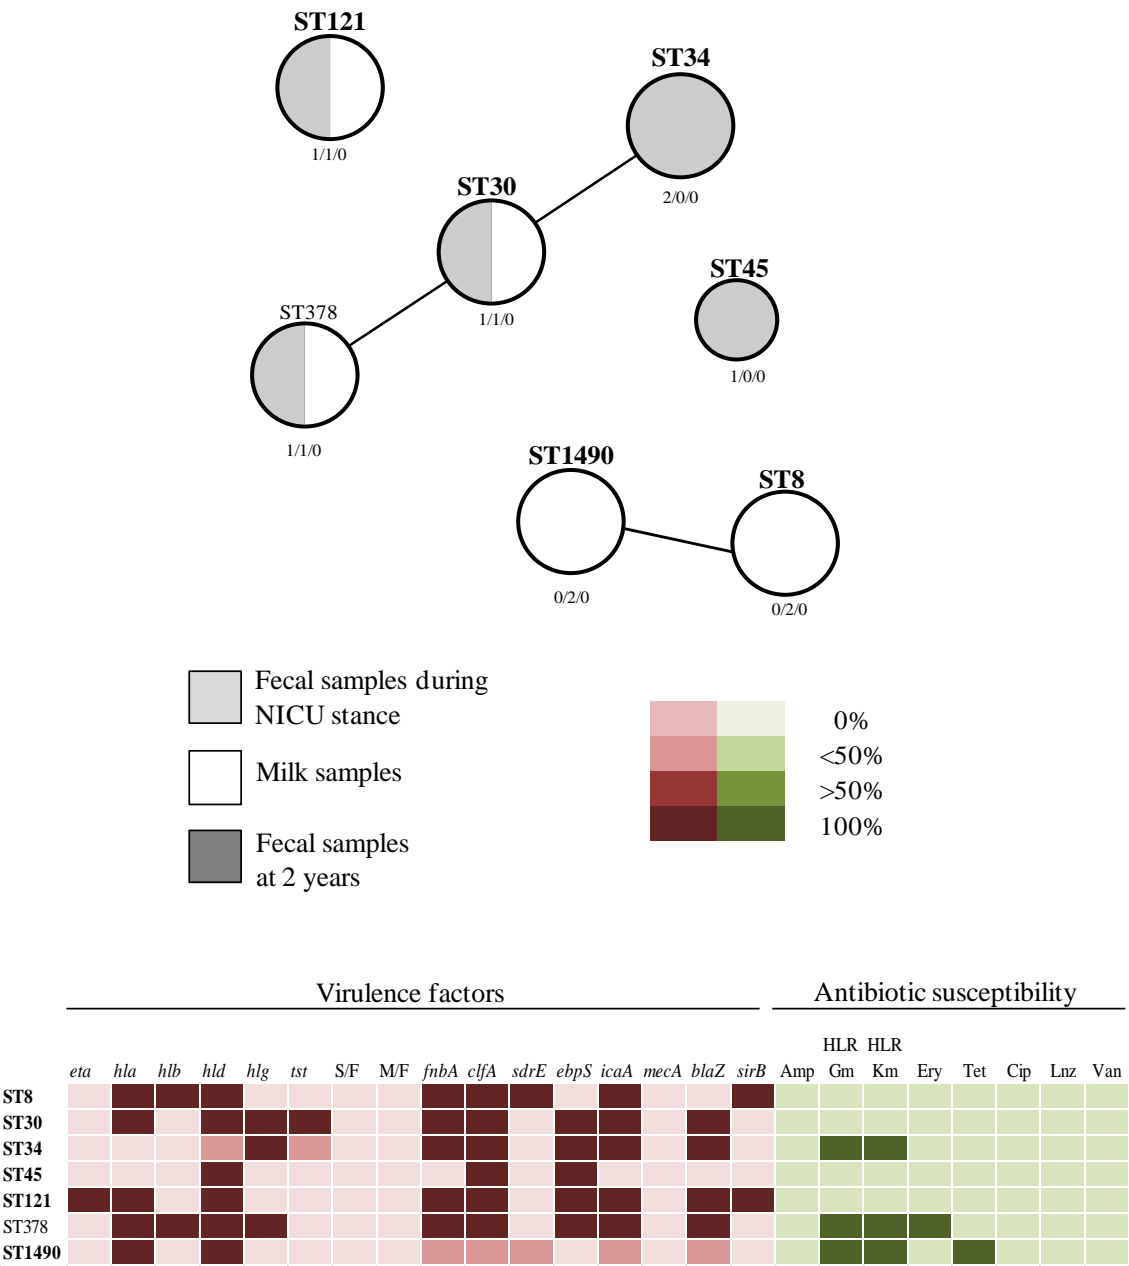 ST121
1/1/0
ST34
2/0/0
ST30
1/1/0
ST45
1/0/0
ST378
1/1/0
ST1490
0/2/0
ST8
0/2/0
Fecal samples during
NICU stance
Milk samples
Fecal samples
at 2 years
0%
<50%
>50%
100%
Virulence factors
Antibiotic susceptibility
HLR HLR
eta hla hlb hld hlg tst S/F M/F fnbA clfA sdrE ebpS icaA mecA blaZ sirB Amp Gm Km Ery Tet Cip Lnz Van
ST8
ST30
ST34
ST45
ST121
ST378
ST1490